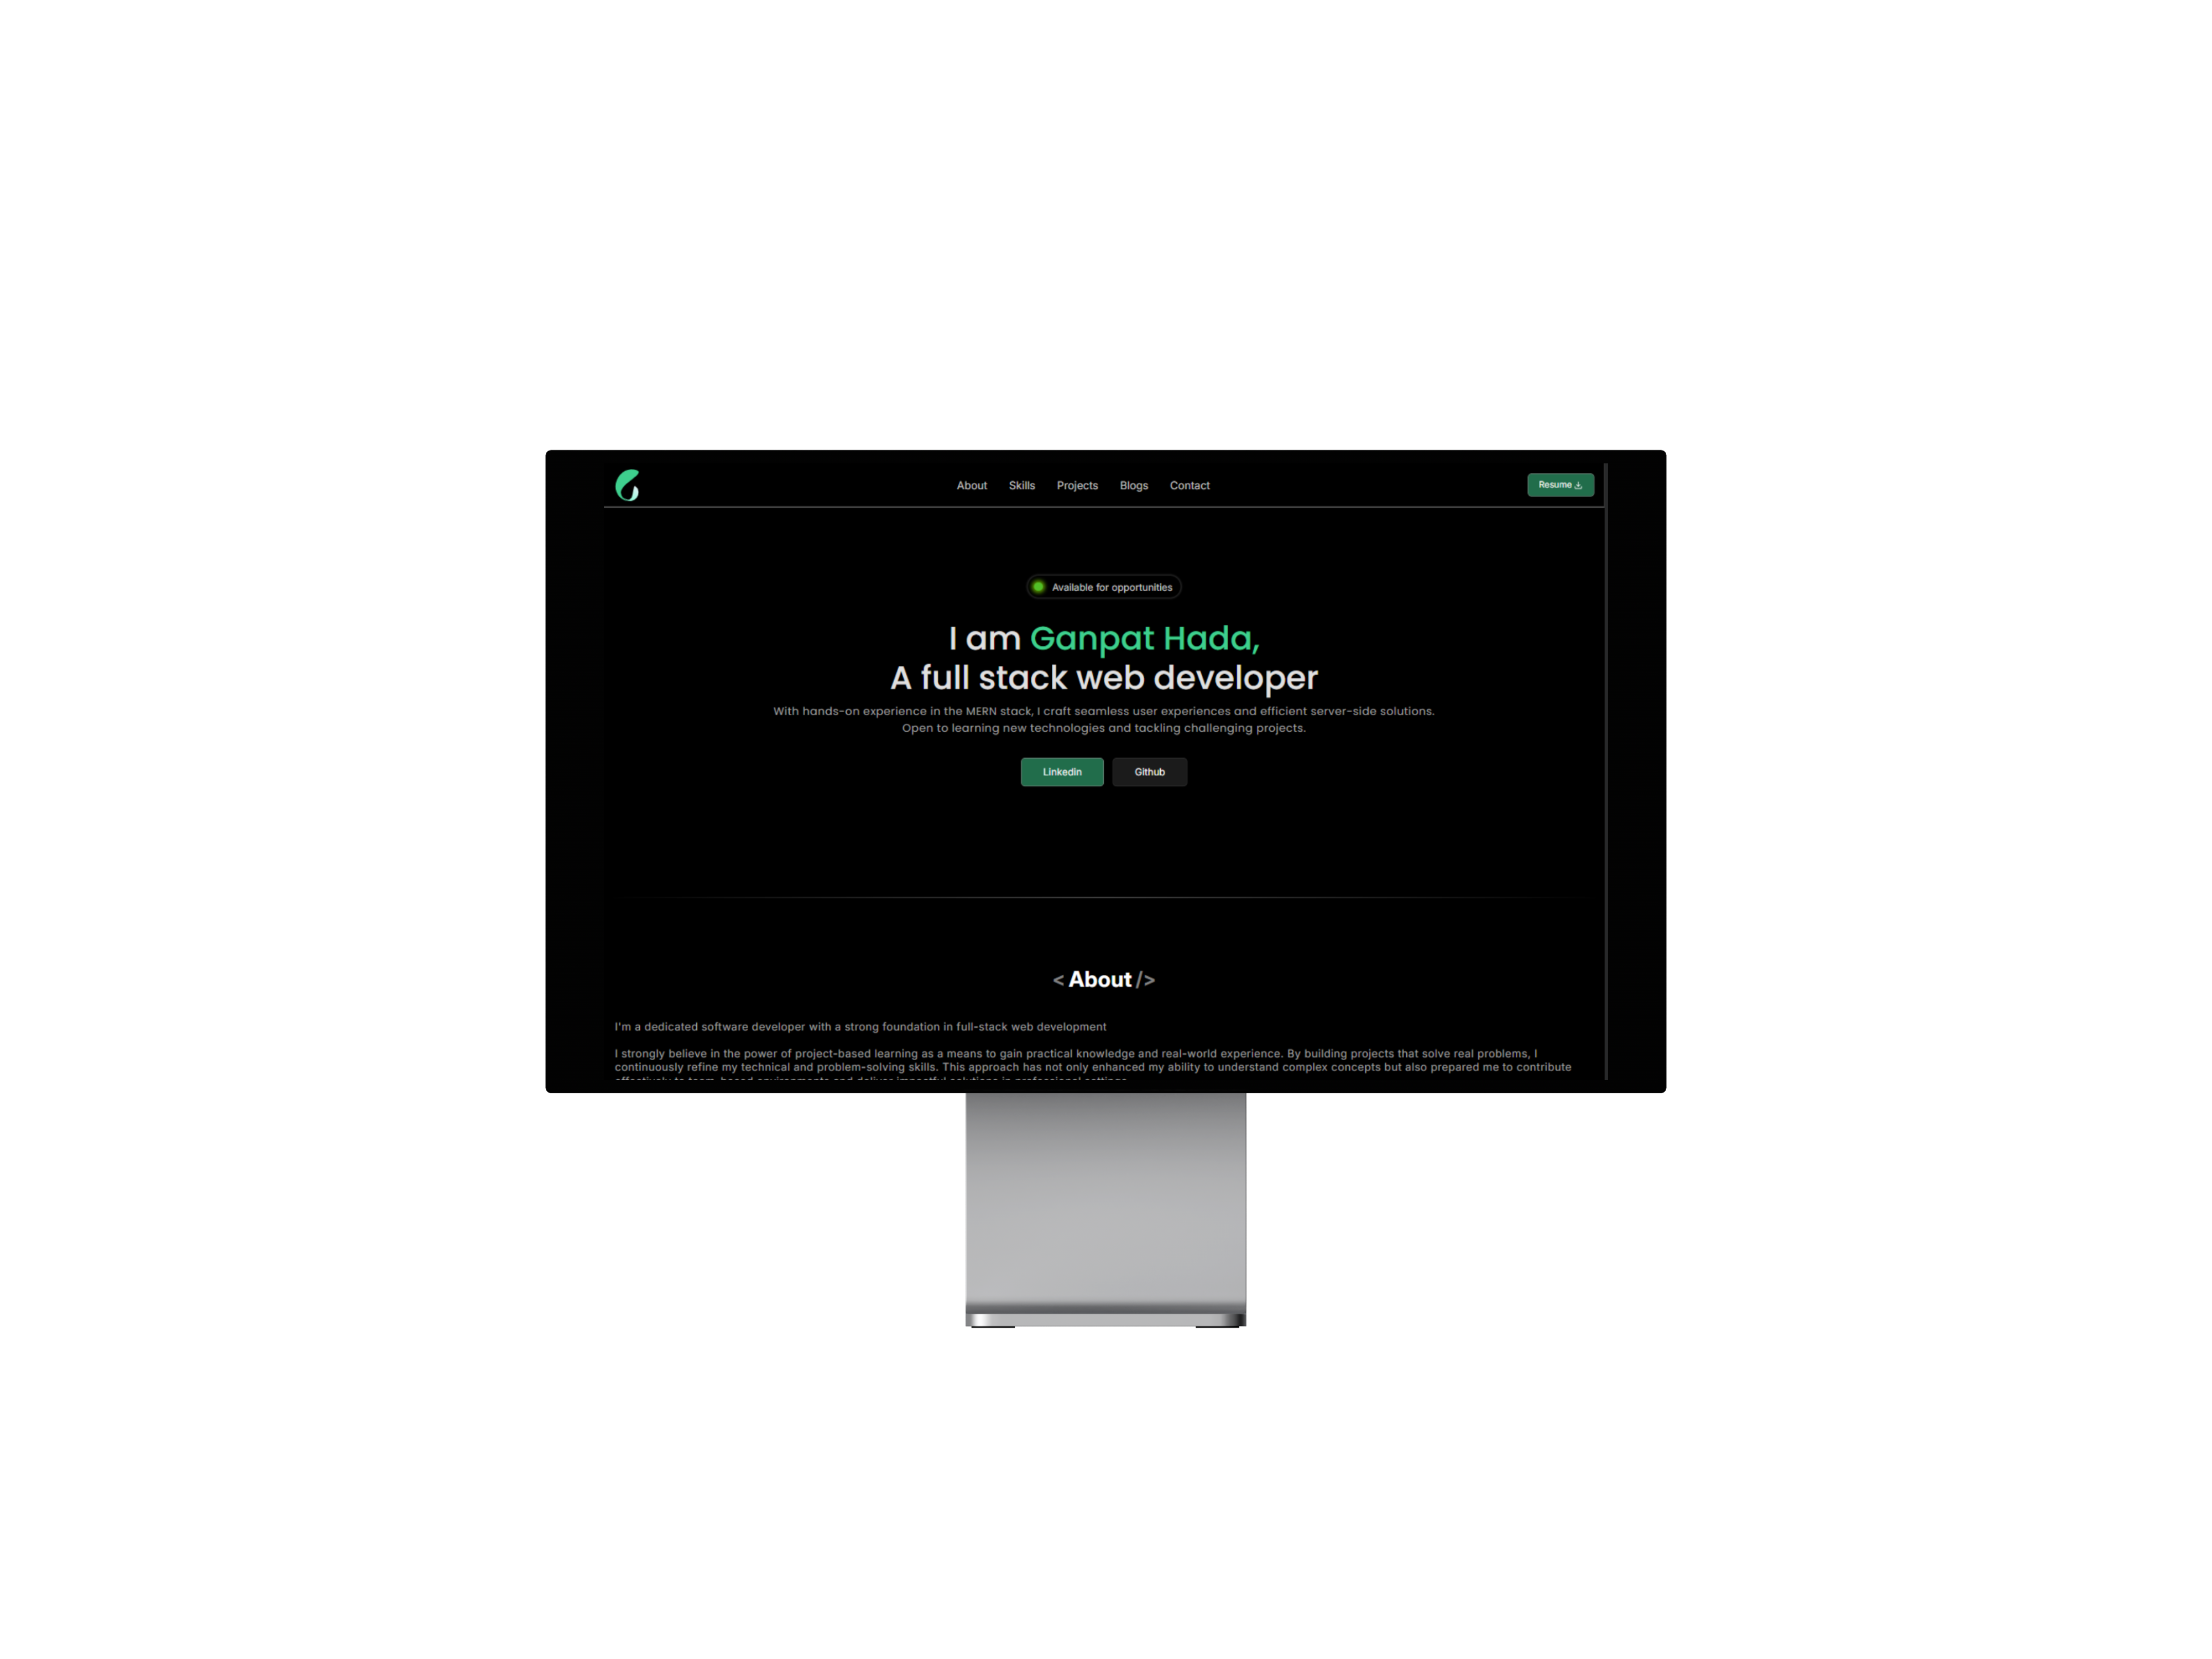 About Skills Projects Blogs Contact Resume
Available for opportunities
I am Ganpat Hada,
A full stack web developer
With hands-on experience in the MERN stack, I craft seamless user experiences and efficient server-side solutions.
Open to learning new technologies and tackling challenging projects.
LinkedIn Github
< About />
I'm a dedicated software developer with a strong foundation in full-stack web development
I strongly believe in the power of project-based learning as a means to gain practical knowledge and real-world experience. By building projects that solve real problems, I
continuously refine my technical and problem-solving skills. This approach has not only enhanced my ability to understand complex concepts but also prepared me to contribute